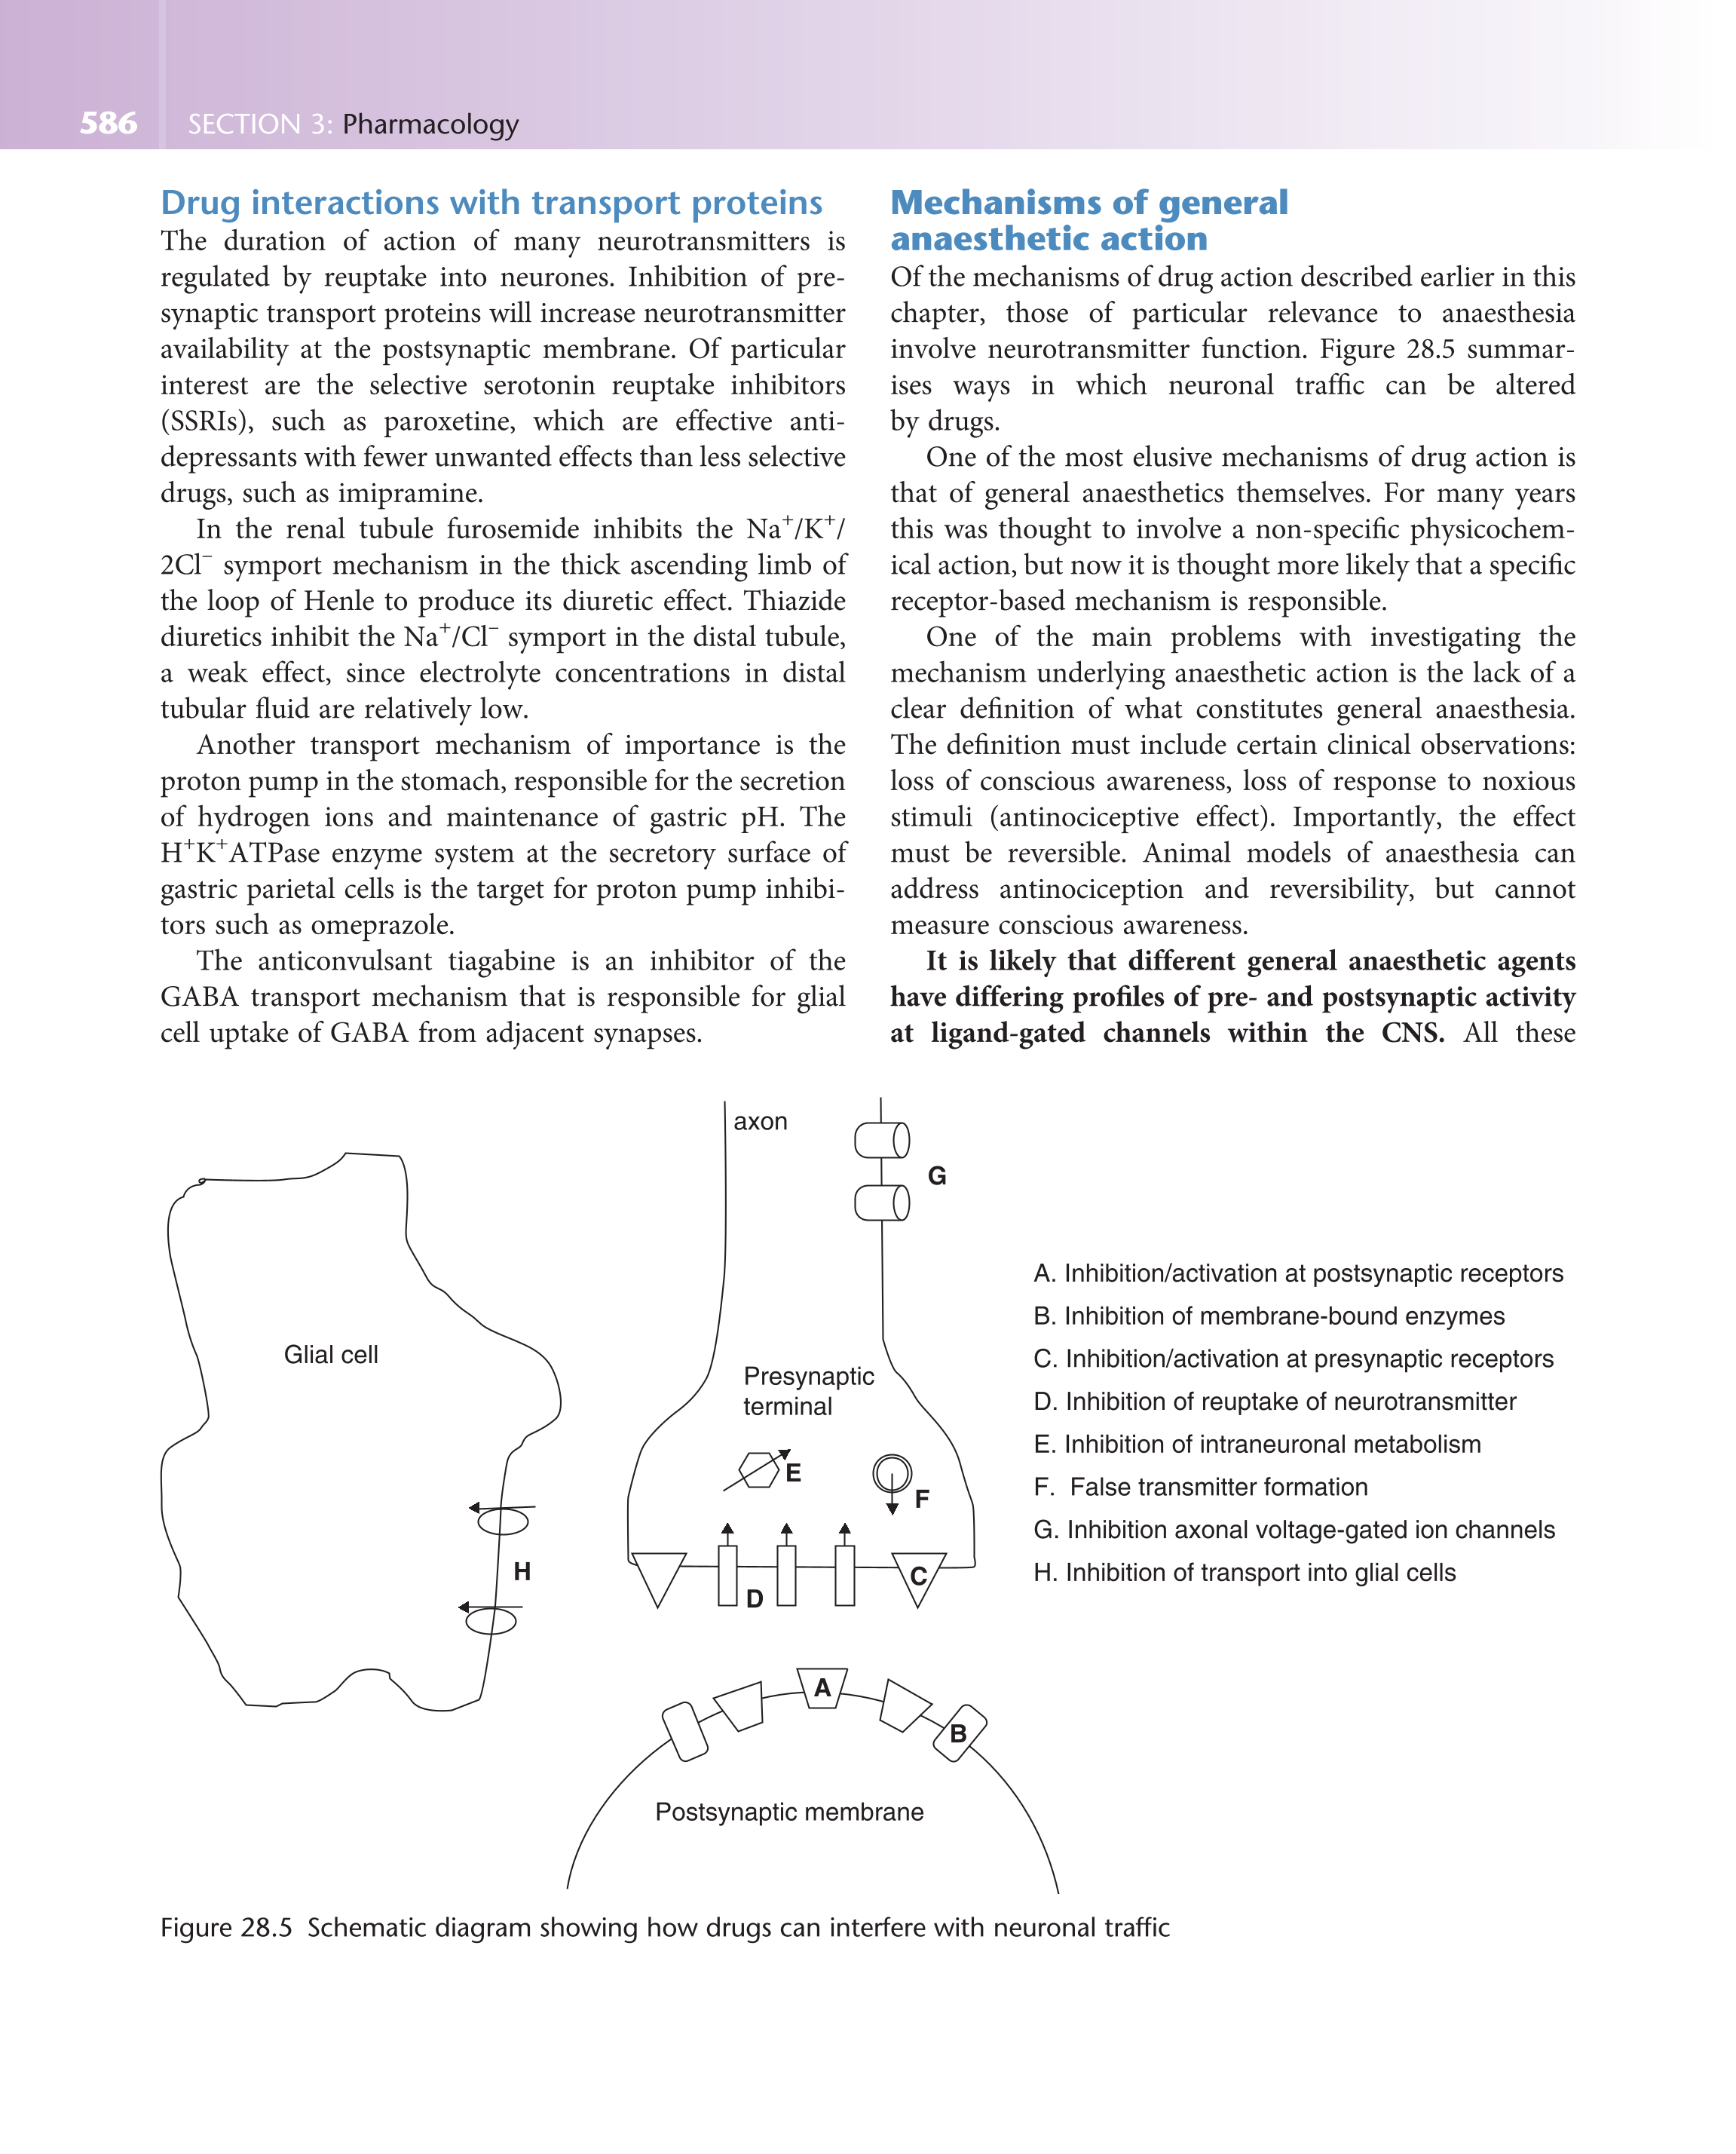 586 SECTION 3: Pharmacology
Drug interactions with transport proteins
The duration of action of many neurotransmitters is
regulated by reuptake into neurones. Inhibition of pre-
synaptic transport proteins will increase neurotransmitter
availability at the postsynaptic membrane. Of particular
interest are the selective serotonin reuptake inhibitors
(SSRIs), such as paroxetine, which are effective anti-
depressants with fewer unwanted effects than less selective
drugs, such as imipramine.
In the renal tubule furosemide inhibits the Na⁺/K⁺/
2Cl⁻ symport mechanism in the thick ascending limb of
the loop of Henle to produce its diuretic effect. Thiazide
diuretics inhibit the Na⁺/Cl⁻ symport in the distal tubule,
a weak effect, since electrolyte concentrations in distal
tubular fluid are relatively low.
Another transport mechanism of importance is the
proton pump in the stomach, responsible for the secretion
of hydrogen ions and maintenance of gastric pH. The
H⁺K⁺ATPase enzyme system at the secretory surface of
gastric parietal cells is the target for proton pump inhibi-
tors such as omeprazole.
The anticonvulsant tiagabine is an inhibitor of the
GABA transport mechanism that is responsible for glial
cell uptake of GABA from adjacent synapses.
Mechanisms of general
anaesthetic action
Of the mechanisms of drug action described earlier in this
chapter, those of particular relevance to anaesthesia
involve neurotransmitter function. Figure 28.5 summar-
ises ways in which neuronal traffic can be altered
by drugs.
One of the most elusive mechanisms of drug action is
that of general anaesthetics themselves. For many years
this was thought to involve a non-specific physicochem-
ical action, but now it is thought more likely that a specific
receptor-based mechanism is responsible.
One of the main problems with investigating the
mechanism underlying anaesthetic action is the lack of a
clear definition of what constitutes general anaesthesia.
The definition must include certain clinical observations:
loss of conscious awareness, loss of response to noxious
stimuli (antinociceptive effect). Importantly, the effect
must be reversible. Animal models of anaesthesia can
address antinociception and reversibility, but cannot
measure conscious awareness.
It is likely that different general anaesthetic agents
have differing profiles of pre- and postsynaptic activity
at ligand-gated channels within the CNS. All these
axon
G
Glial cell
Presynaptic
terminal
E
F
H
D
C
A
B
Postsynaptic membrane
A. Inhibition/activation at postsynaptic receptors
B. Inhibition of membrane-bound enzymes
C. Inhibition/activation at presynaptic receptors
D. Inhibition of reuptake of neurotransmitter
E. Inhibition of intraneuronal metabolism
F. False transmitter formation
G. Inhibition axonal voltage-gated ion channels
H. Inhibition of transport into glial cells
Figure 28.5 Schematic diagram showing how drugs can interfere with neuronal traffic